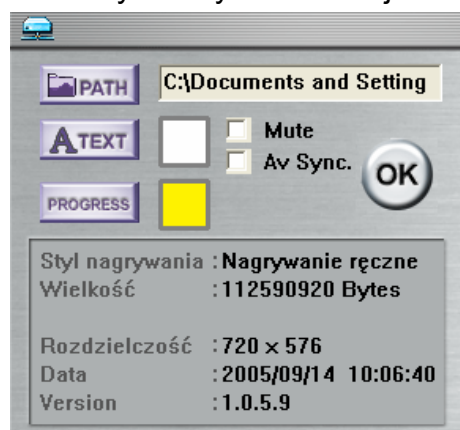 PATH C:\Documents and Setting
A TEXT
Mute
Av Sync.
OK
PROGRESS
Styl nagrywania :Nagrywanie ręczne
Wielkość :112590920 Bytes
Rozdzielczość :720 x 576
Data :2005/09/14 10:06:40
Version :1.0.5.9